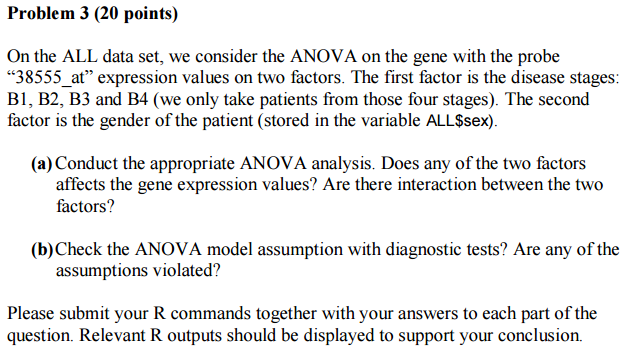 Problem 3 (20 points)
On the ALL data set, we consider the ANOVA on the gene with the probe
“38555_at” expression values on two factors. The first factor is the disease stages:
B1, B2, B3 and B4 (we only take patients from those four stages). The second
factor is the gender of the patient (stored in the variable ALL$sex).
(a) Conduct the appropriate ANOVA analysis. Does any of the two factors
affects the gene expression values? Are there interaction between the two
factors?
(b) Check the ANOVA model assumption with diagnostic tests? Are any of the
assumptions violated?
Please submit your R commands together with your answers to each part of the
question. Relevant R outputs should be displayed to support your conclusion.